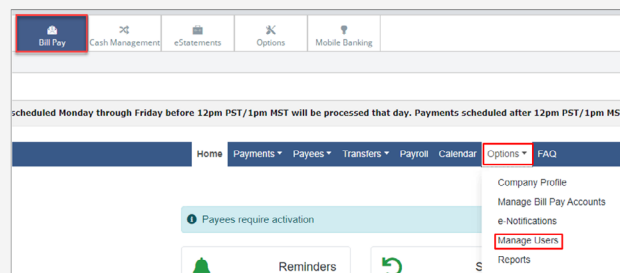 Bill Pay
Cash Management
eStatements
Options
Mobile Banking
scheduled Monday through Friday before 12pm PST/1pm MST will be processed that day. Payments scheduled after 12pm PST/1pm MS
Home Payments Payees Transfers Payroll Calendar Options FAQ
Company Profile
Manage Bill Pay Accounts
e-Notifications
Manage Users
Reports
Payees require activation
Reminders
S